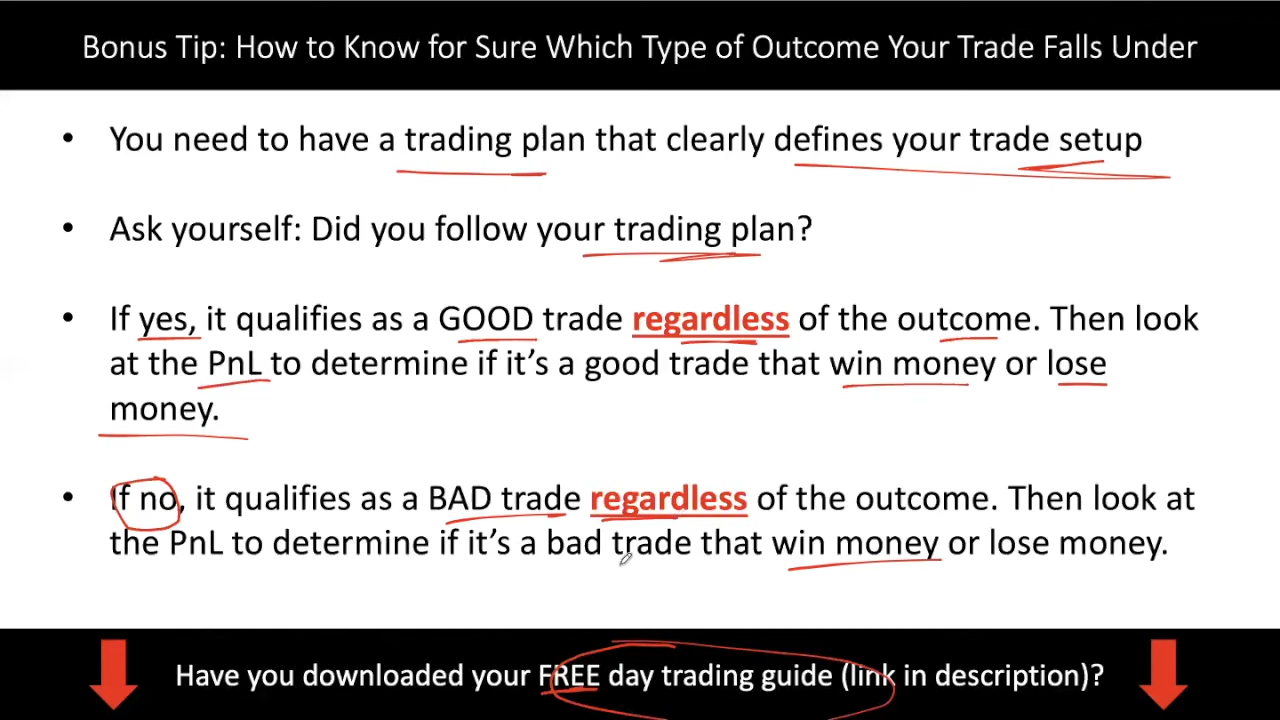 Bonus Tip: How to Know for Sure Which Type of Outcome Your Trade Falls Under
• You need to have a trading plan that clearly defines your trade setup
• Ask yourself: Did you follow your trading plan?
• If yes, it qualifies as a GOOD trade regardless of the outcome. Then look
at the PnL to determine if it’s a good trade that win money or lose
money.
• If no, it qualifies as a BAD trade regardless of the outcome. Then look at
the PnL to determine if it’s a bad trade that win money or lose money.
Have you downloaded your FREE day trading guide (link in description)?